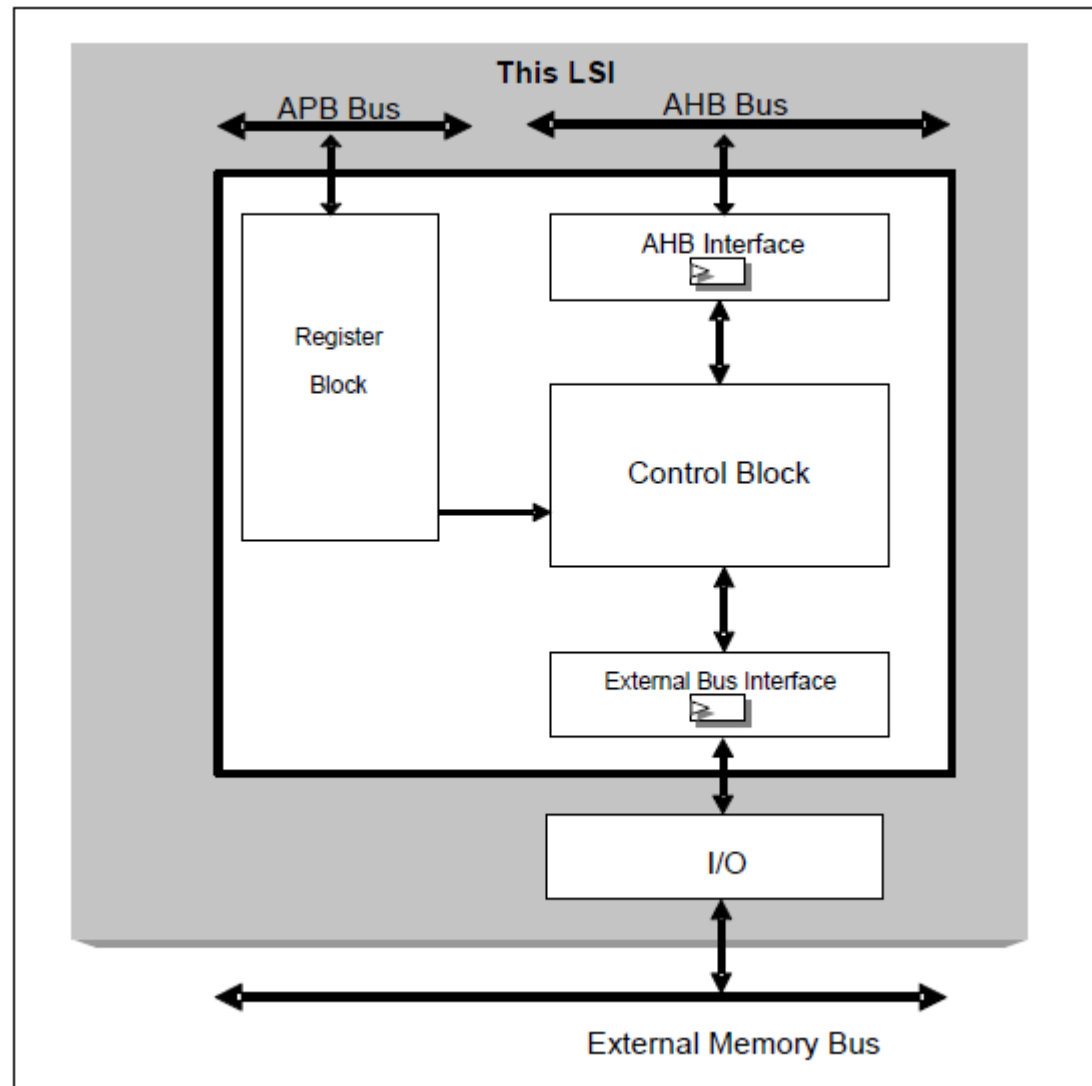 This LSI
APB Bus
AHB Bus
AHB Interface
Register
Block
Control Block
External Bus Interface
I/O
External Memory Bus